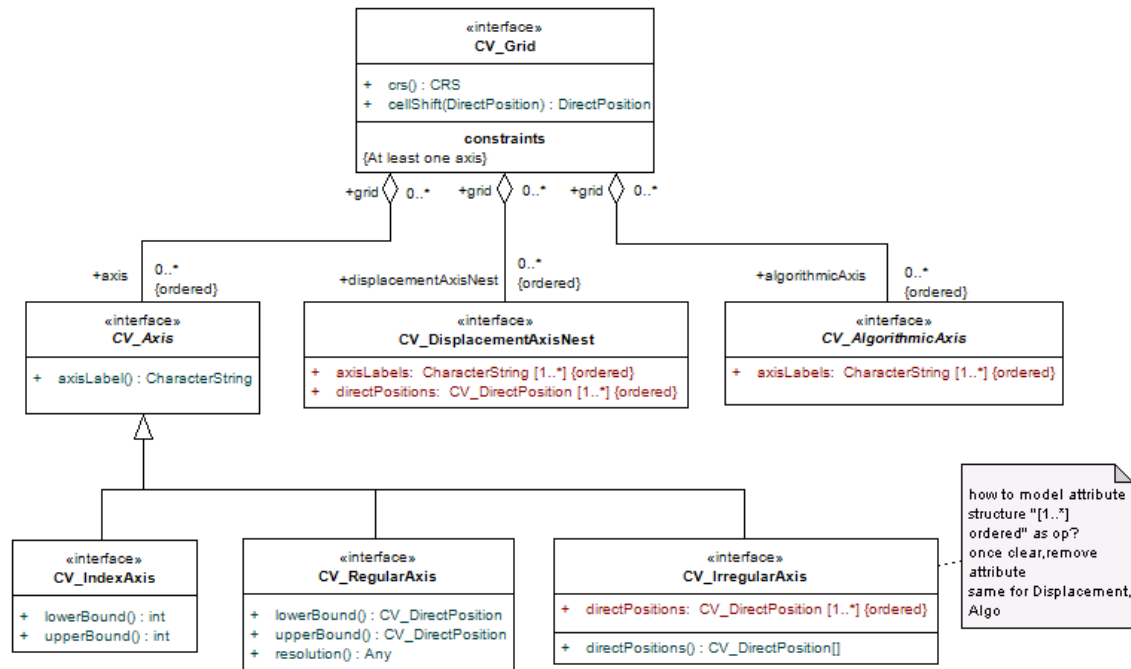 «interface»
CV_Grid
+ crs() : CRS
+ cellShift(DirectPosition) : DirectPosition
constraints
{At least one axis}
+grid 0..* +grid 0..* +grid 0..*
+axis 0..*
{ordered}
+displacementAxisNest 0..*
{ordered}
+algorithmicAxis 0..*
{ordered}
«interface»
CV_Axis
+ axisLabel() : CharacterString
«interface»
CV_DisplacementAxisNest
+ axisLabels: CharacterString [1..*] {ordered}
+ directPositions: CV_DirectPosition [1..*] {ordered}
«interface»
CV_AlgorithmicAxis
+ axisLabels: CharacterString [1..*] {ordered}
«interface»
CV_IndexAxis
+ lowerBound() : int
+ upperBound() : int
«interface»
CV_RegularAxis
+ lowerBound() : CV_DirectPosition
+ upperBound() : CV_DirectPosition
+ resolution() : Any
«interface»
CV_IrregularAxis
+ directPositions: CV_DirectPosition [1..*] {ordered}
+ directPositions() : CV_DirectPosition[]
how to model attribute
structure "[1..*]
ordered" as op?
once clear,remove
attribute
same for Displacement,
Algo